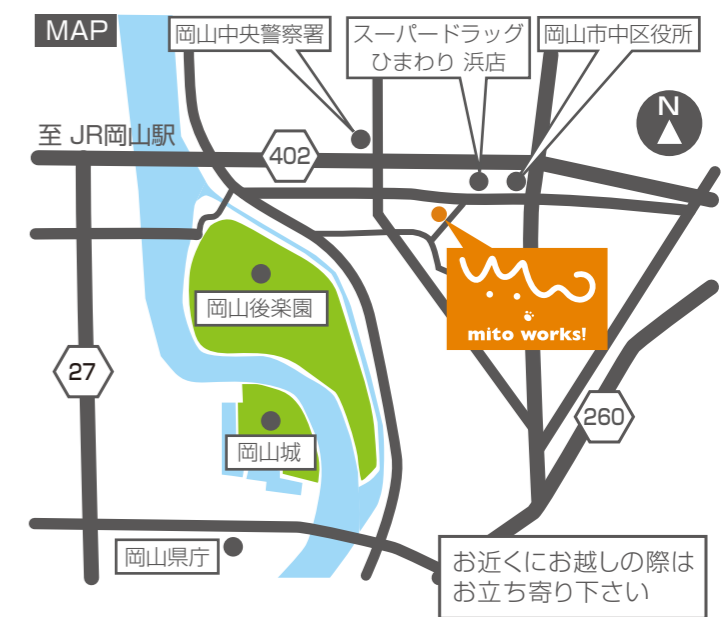 MAP
岡山中央警察署
スーパードラッグ
ひまわり 浜店
岡山市中区役所
N
至 JR岡山駅
402
岡山後楽園
mito works!
27
260
岡山城
岡山県庁
お近くにお越しの際は
お立ち寄り下さい